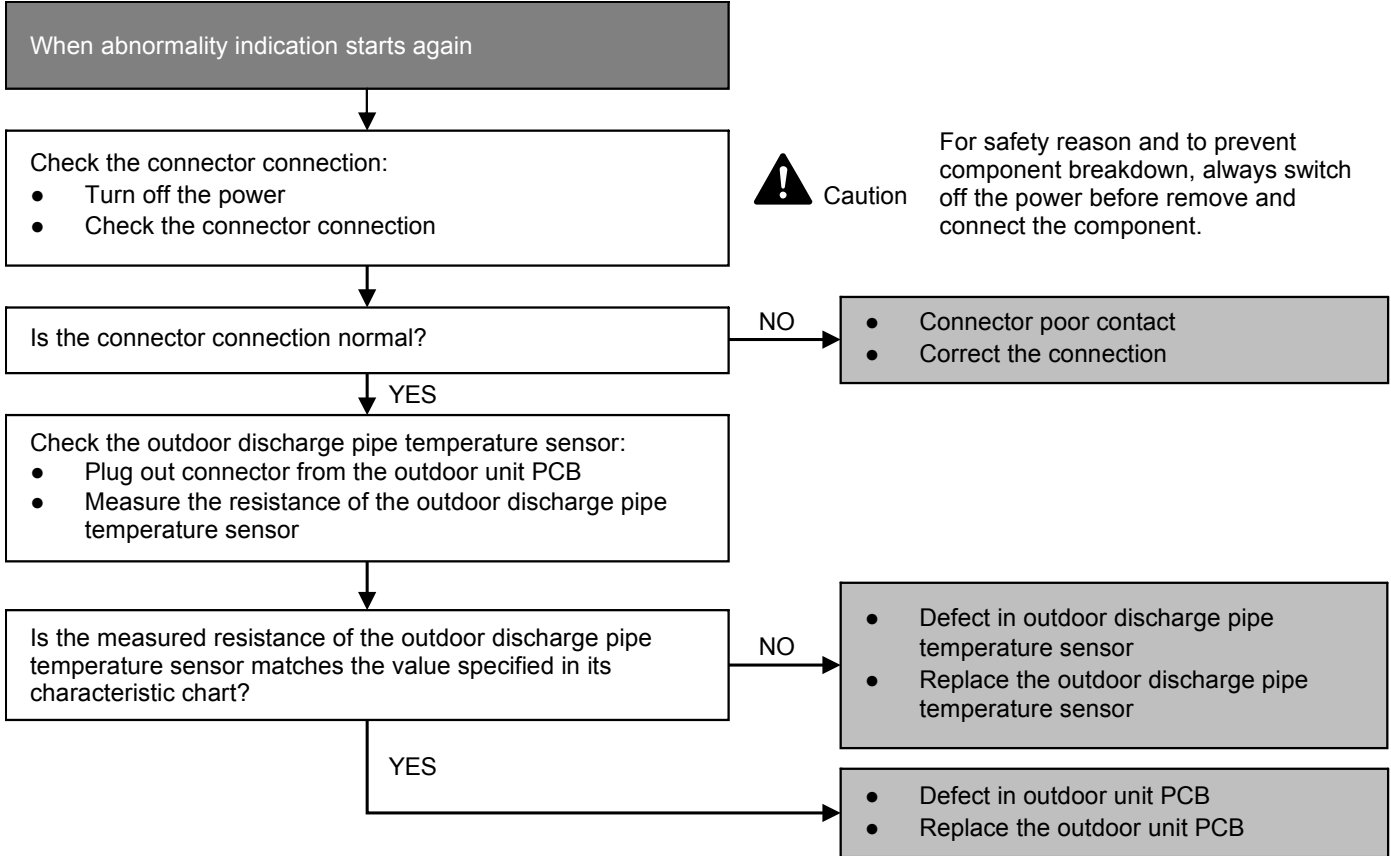 When abnormality indication starts again
Check the connector connection:
● Turn off the power
● Check the connector connection
Caution
For safety reason and to prevent
component breakdown, always switch
off the power before remove and
connect the component.
Is the connector connection normal?
NO
● Connector poor contact
● Correct the connection
YES
Check the outdoor discharge pipe temperature sensor:
● Plug out connector from the outdoor unit PCB
● Measure the resistance of the outdoor discharge pipe
temperature sensor
Is the measured resistance of the outdoor discharge pipe
temperature sensor matches the value specified in its
characteristic chart?
NO
● Defect in outdoor discharge pipe
temperature sensor
● Replace the outdoor discharge pipe
temperature sensor
YES
● Defect in outdoor unit PCB
● Replace the outdoor unit PCB